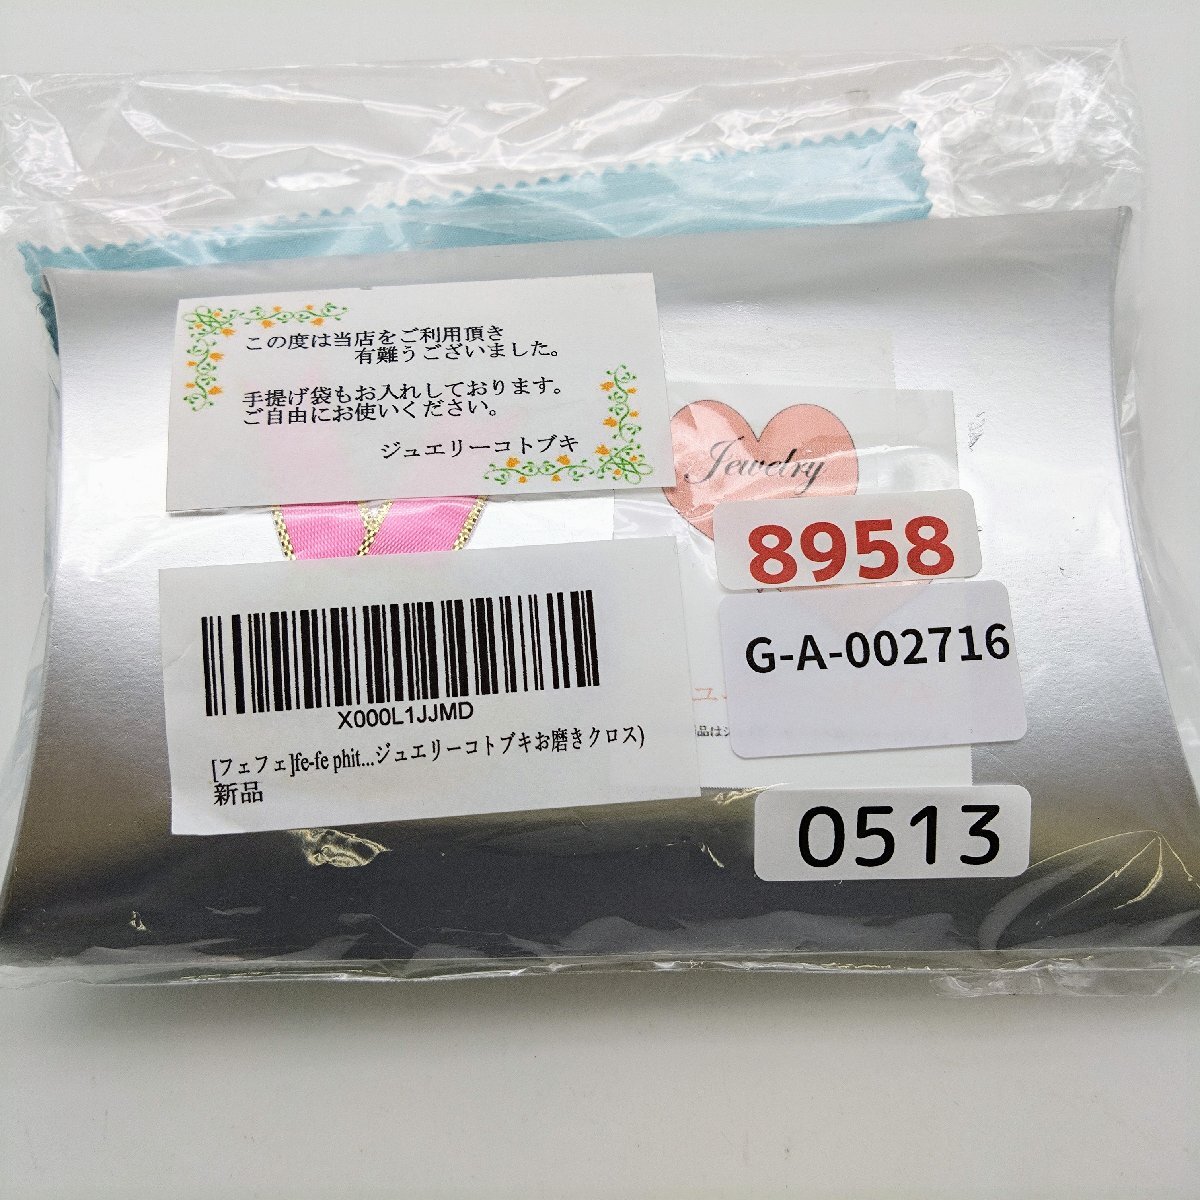 この度は当店をご利用頂き
有難うございました。
手提げ袋もお入れしております。
ご自由にお使いください。
ジュエリーコトブキ
Jewelry
8958
G-A-002716
X000L1JJMD
[フェフェ]fe-fe phit...ジュエリーコトブキお磨きクロス)
新品
0513